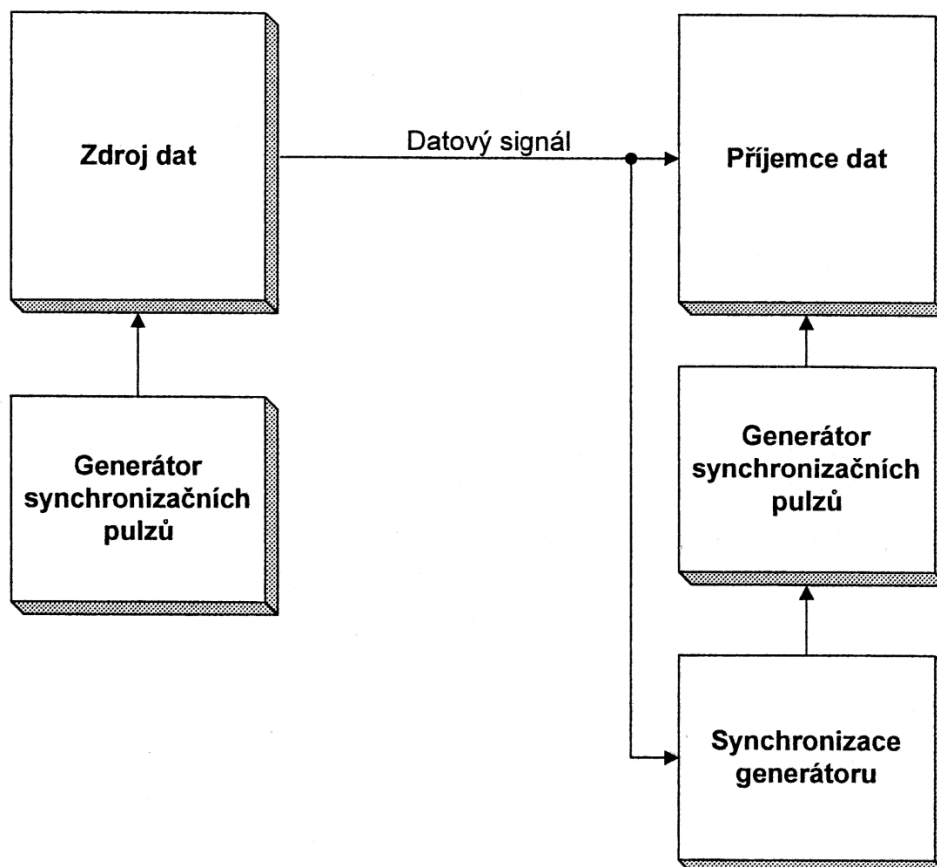 Zdroj dat
Datový signál
Příjemce dat
Generátor
synchronizačních
pulzů
Generátor
synchronizačních
pulzů
Synchronizace
generátoru